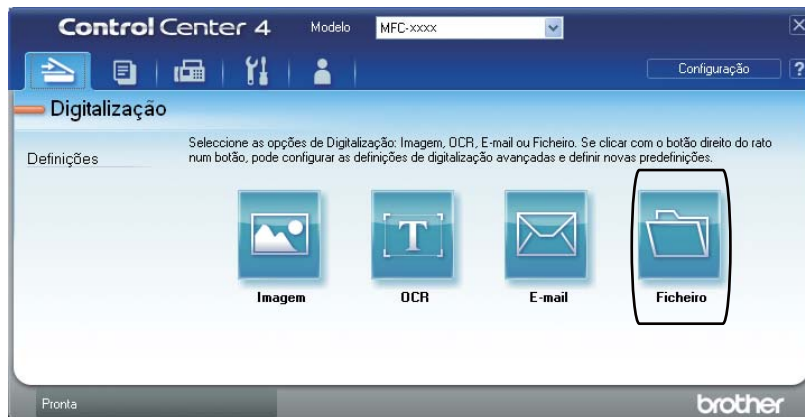 Control Center 4 Modelo MFC-xxxx X
Configuração ?
Digitalização
Definições
Seleccione as opções de Digitalização: Imagem, OCR, E-mail ou Ficheiro. Se clicar com o botão direito do rato
num botão, pode configurar as definições de digitalização avançadas e definir novas predefinições.
T
Imagem OCR E-mail Ficheiro
Pronta brother